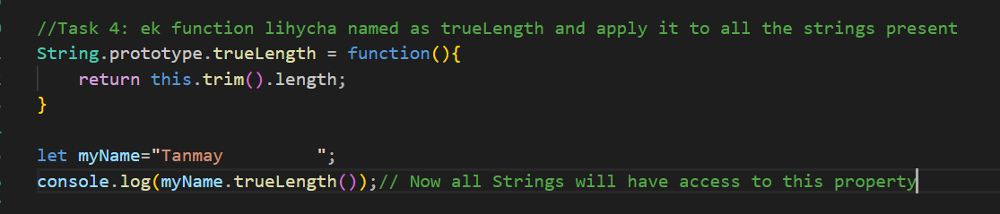 //Task 4: ek function lihycha named as trueLength and apply it to all the strings present
String.prototype.trueLength = function(){
    return this.trim().length;
}
let myName="Tanmay         ";
console.log(myName.trueLength());// Now all Strings will have access to this property